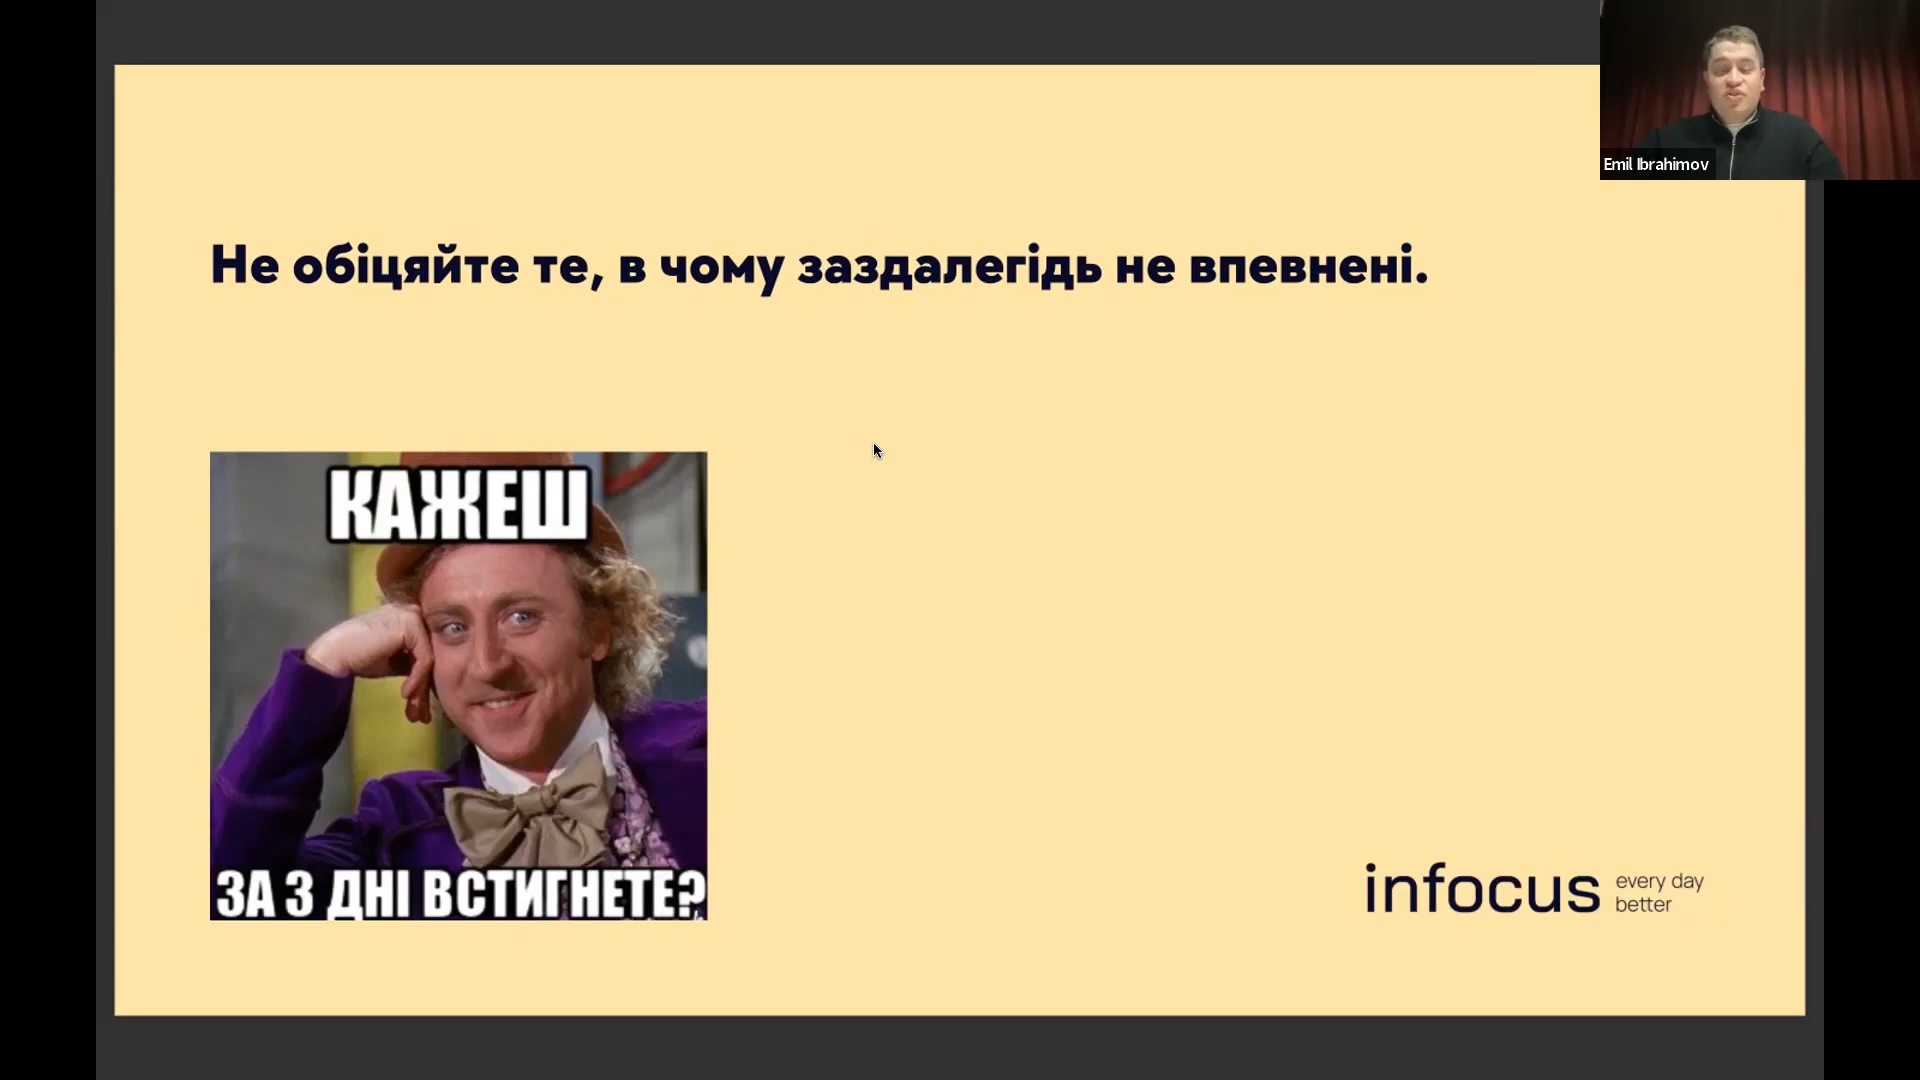 Emil Ibrahimov
Не обіцяйте те, в чому заздалегідь не впевнені.
КАЖЕШ
ЗА 3 ДНІ ВСТИГНЕТЕ?
infocus
every day
better